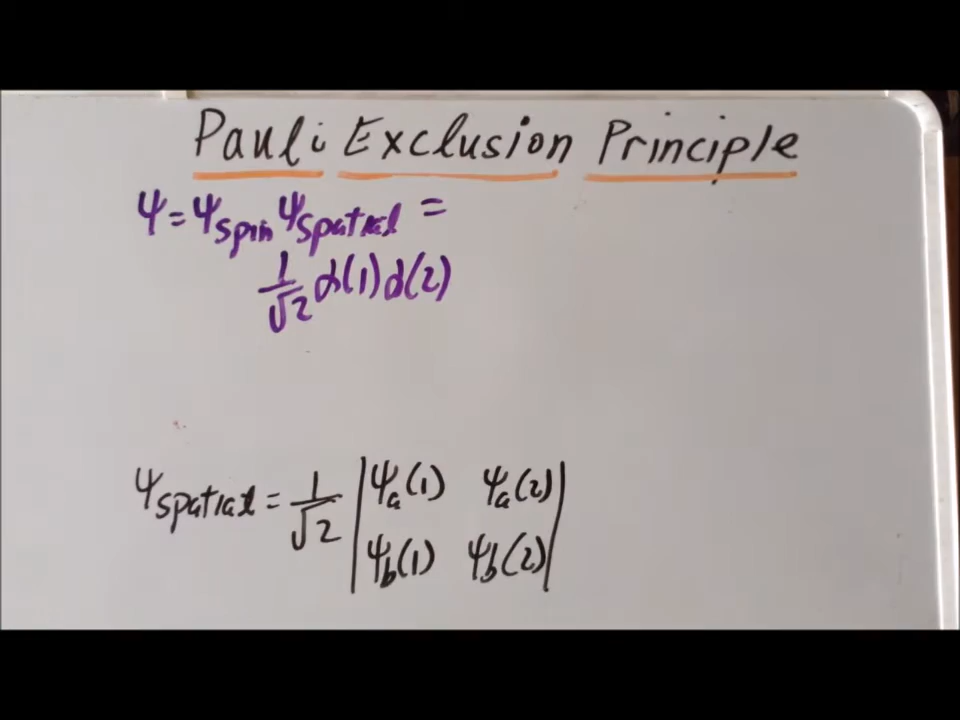 Pauli Exclusion Principle
Ψ = Ψspin Ψspatial =
1/√2 α(1)α(2)
Ψspatial = 1/√2 |Ψa(1) Ψa(2)|
|Ψb(1) Ψb(2)|